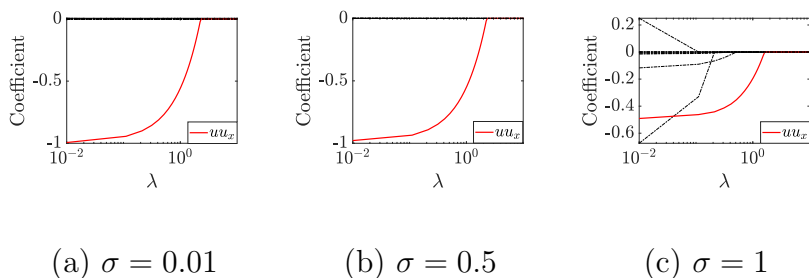 0
-0.5
-1
Coefficient
uu_x
10^{-2}
10^0
λ
(a) σ = 0.01
0
-0.5
-1
Coefficient
uu_x
10^{-2}
10^0
λ
(b) σ = 0.5
0.2
0
-0.2
-0.4
-0.6
Coefficient
uu_x
10^{-2}
10^0
λ
(c) σ = 1